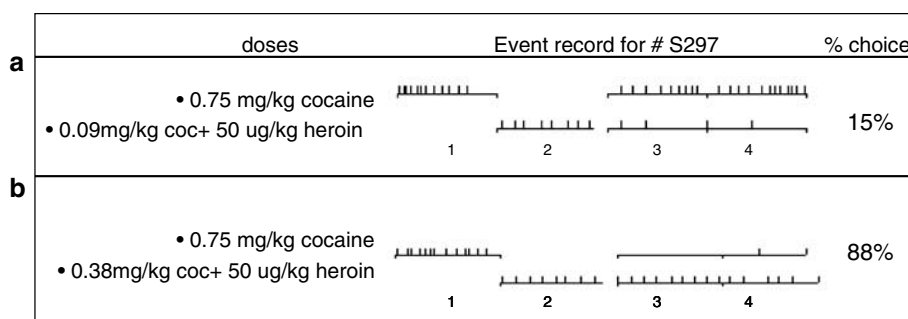 doses Event record for # S297 % choice
a
• 0.75 mg/kg cocaine
• 0.09mg/kg coc+ 50 ug/kg heroin 15%
1 2 3 4
b
• 0.75 mg/kg cocaine
• 0.38mg/kg coc+ 50 ug/kg heroin 88%
1 2 3 4